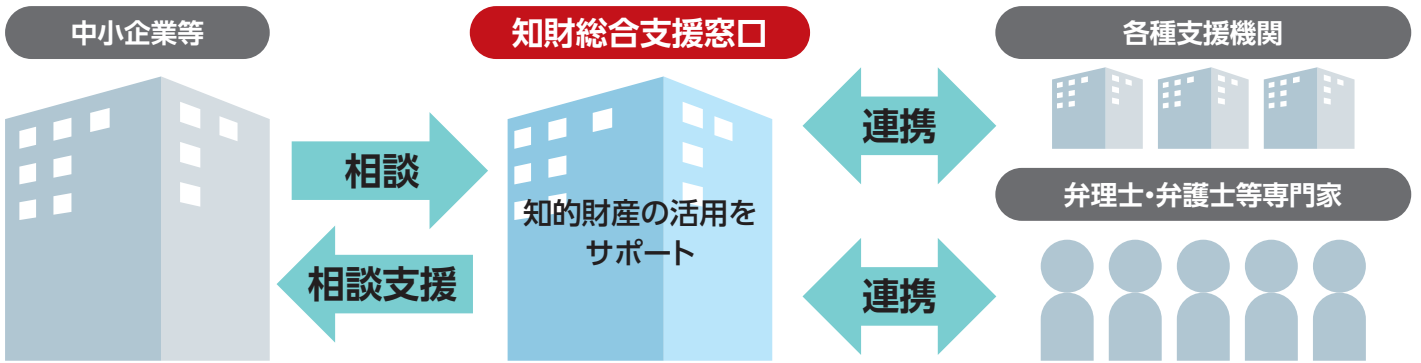 中小企業等
知財総合支援窓口
各種支援機関
相談
連携
知的財産の活用を
サポート
弁理士・弁護士等専門家
相談支援
連携